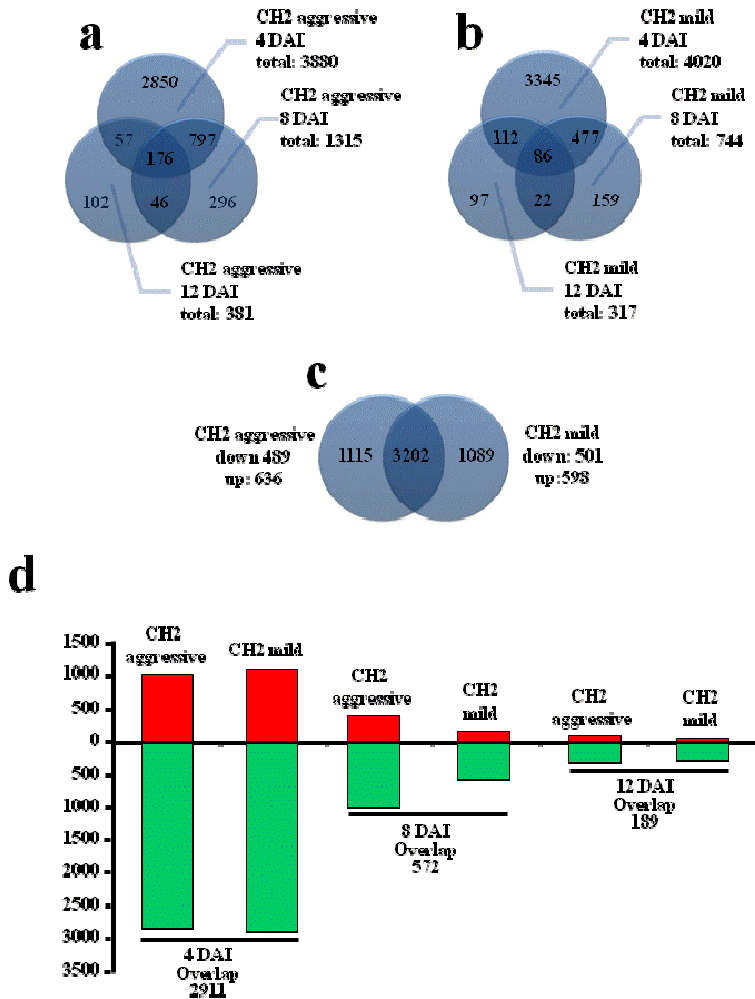 a
CH2 aggressive
4 DAI
total: 3880
2850
CH2 aggressive
8 DAI
total: 1315
57
797
176
102
46
296
CH2 aggressive
12 DAI
total: 381
b
CH2 mild
4 DAI
total: 4020
3345
CH2 mild
8 DAI
total: 744
112
477
86
97
22
159
CH2 mild
12 DAI
total: 317
c
CH2 aggressive
down 489
up: 636
1115
3202
1089
CH2 mild
down: 501
up:598
d
1500
1000
500
0
500
1000
1500
2000
2500
3000
3500
CH2
aggressive
CH2 mild
CH2
aggressive
CH2
mild
CH2
aggressive
CH2
mild
4 DAI
Overlap
2911
8 DAI
Overlap
572
12 DAI
Overlap
189